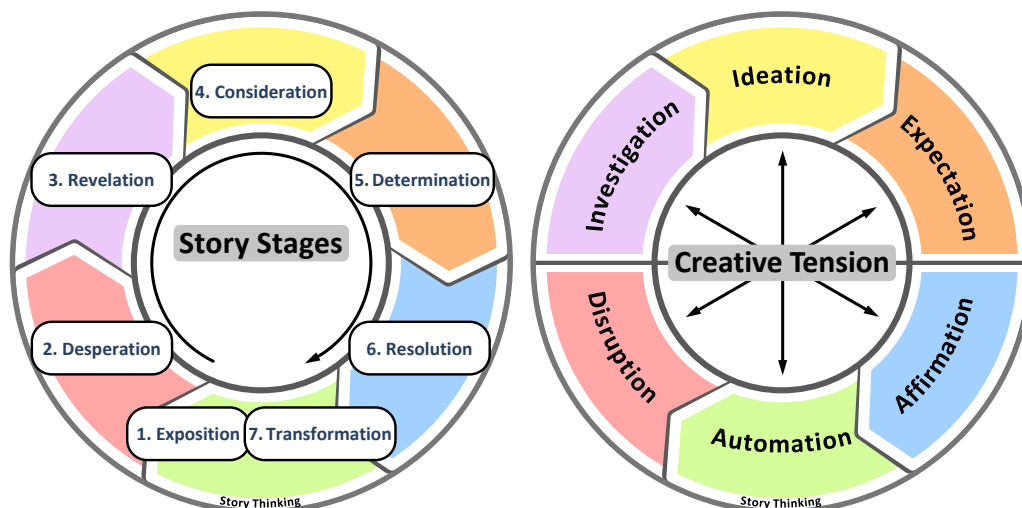 4. Consideration
3. Revelation
5. Determination
Story Stages
2. Desperation
6. Resolution
1. Exposition
7. Transformation
Story Thinking
Ideation
Investigation
Expectation
Creative Tension
Disruption
Affirmation
Automation
Story Thinking